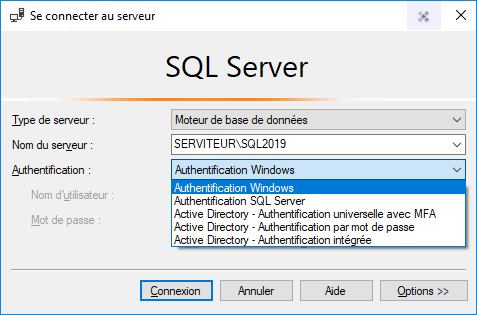 Se connecter au serveur
SQL Server
Type de serveur : Moteur de base de données
Nom du serveur : SERVITEUR\SQL2019
Authentification : Authentification Windows
Authentification Windows
Nom d'utilisateur : Authentification SQL Server
Active Directory - Authentification universelle avec MFA
Mot de passe : Active Directory - Authentification par mot de passe
Active Directory - Authentification intégrée
Connexion Annuler Aide Options >>